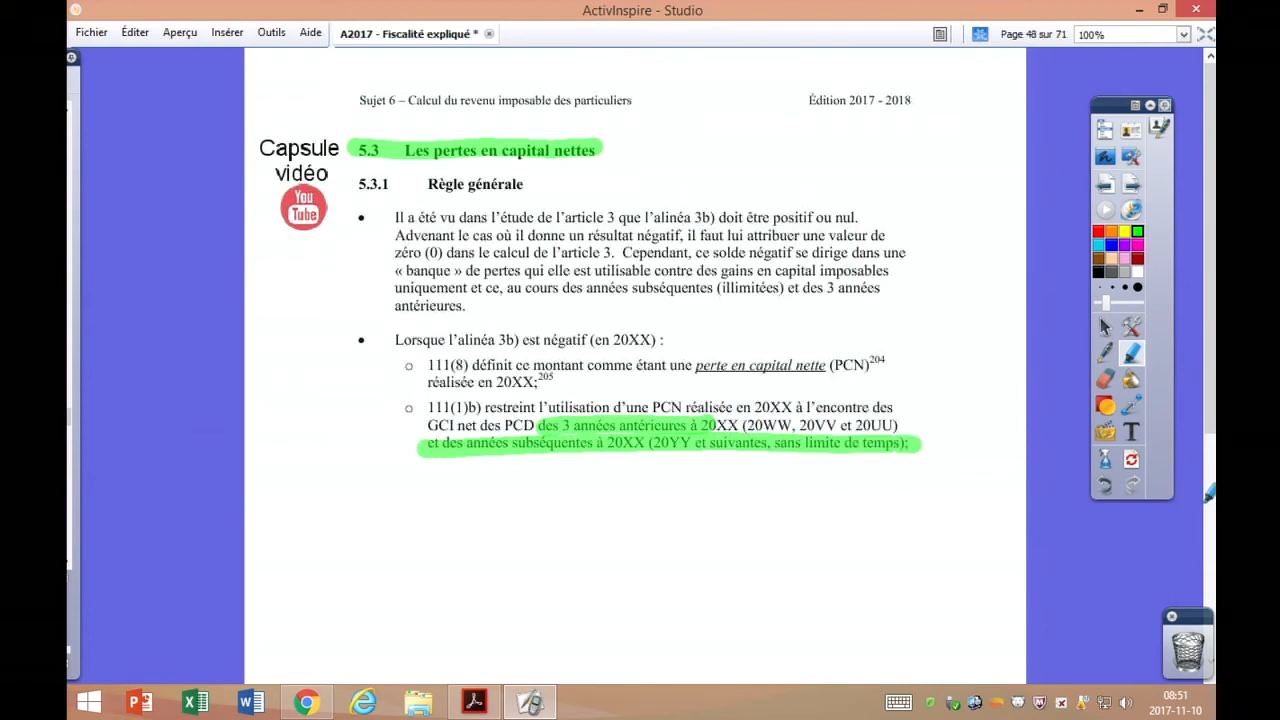 ActivInspire - Studio
Fichier Éditer Aperçu Insérer Outils Aide
A2017 - Fiscalité expliqué *
Page 48 sur 71
100%
Sujet 6 – Calcul du revenu imposable des particuliers
Édition 2017 - 2018
Capsule
vidéo
You
Tube
5.3 Les pertes en capital nettes
5.3.1 Règle générale
• Il a été vu dans l'étude de l'article 3 que l'alinéa 3b) doit être positif ou nul.
Advenant le cas où il donne un résultat négatif, il faut lui attribuer une valeur de
zéro (0) dans le calcul de l'article 3. Cependant, ce solde négatif se dirige dans une
« banque » de pertes qui elle est utilisable contre des gains en capital imposables
uniquement et ce, au cours des années subséquentes (illimitées) et des 3 années
antérieures.
• Lorsque l'alinéa 3b) est négatif (en 20XX) :
o 111(8) définit ce montant comme étant une perte en capital nette (PCN)204
réalisée en 20XX;205
o 111(1)b) restreint l'utilisation d'une PCN réalisée en 20XX à l'encontre des
GCI net des PCD des 3 années antérieures à 20XX (20WW, 20VV et 20UU)
et des années subséquentes à 20XX (20YY et suivantes, sans limite de temps);
08:51
2017-11-10